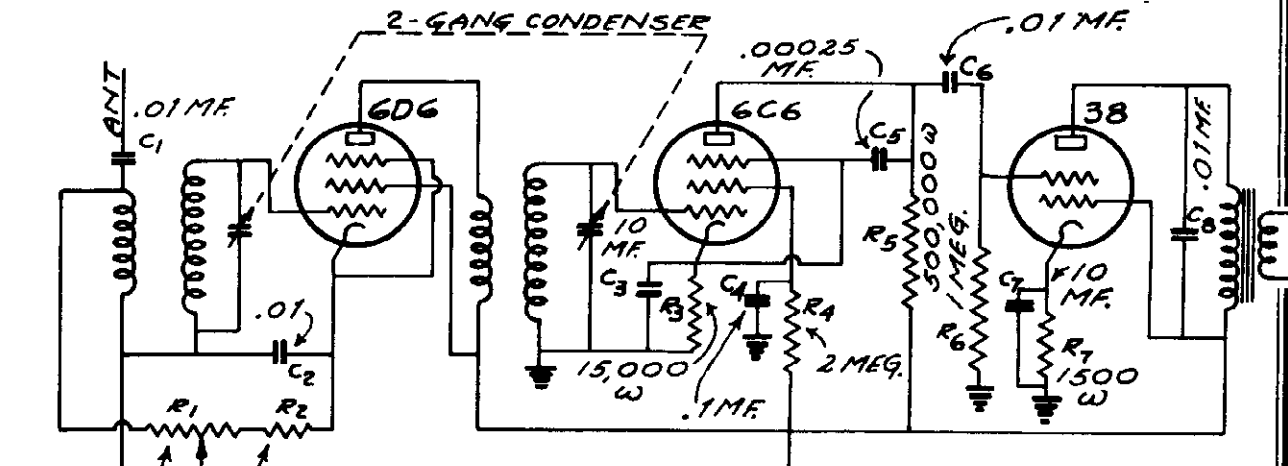 2-GANG CONDENSER
.01 MF.
.00025
MF.
C6
ANT
.01 MF.
C1
6D6
6C6
C5
38
.01 MF.
500,000 ω
1 MEG.
R5
10
MF.
C3
R3
C4
R4
C7
10
MF.
C8
R6
R7
1500
ω
.01
C2
15,000
ω
2 MEG.
.1MF.
R1
R2